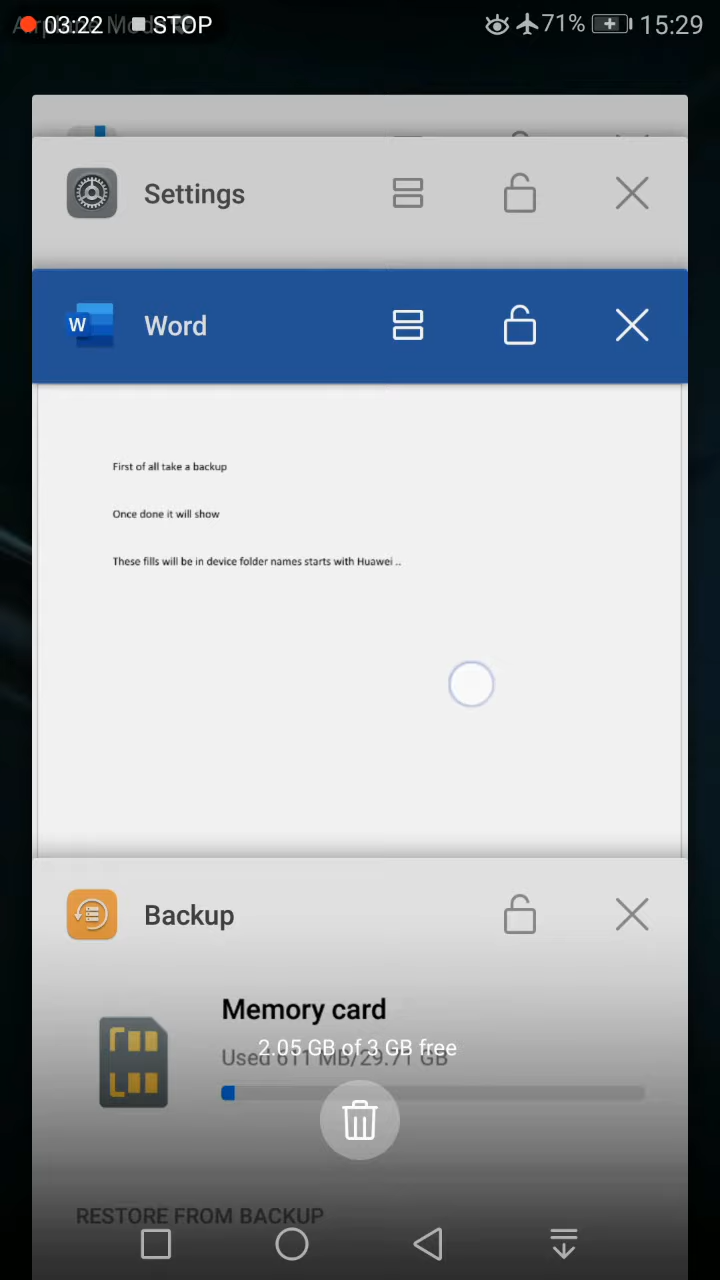 03:22 STOP 71% 15:29
Settings
W Word
First of all take a backup
Once done it will show
These fills will be in device folder names starts with Huawei ..
Backup
Memory card
2.05 GB of 3 GB free
Used 611 MB/29.71 GB
RESTORE FROM BACKUP